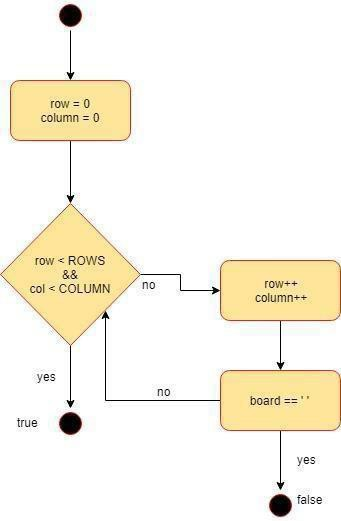 row = 0
column = 0
row < ROWS
&&
col < COLUMN
no
row++
column++
yes
no
board == ' '
true
yes
false